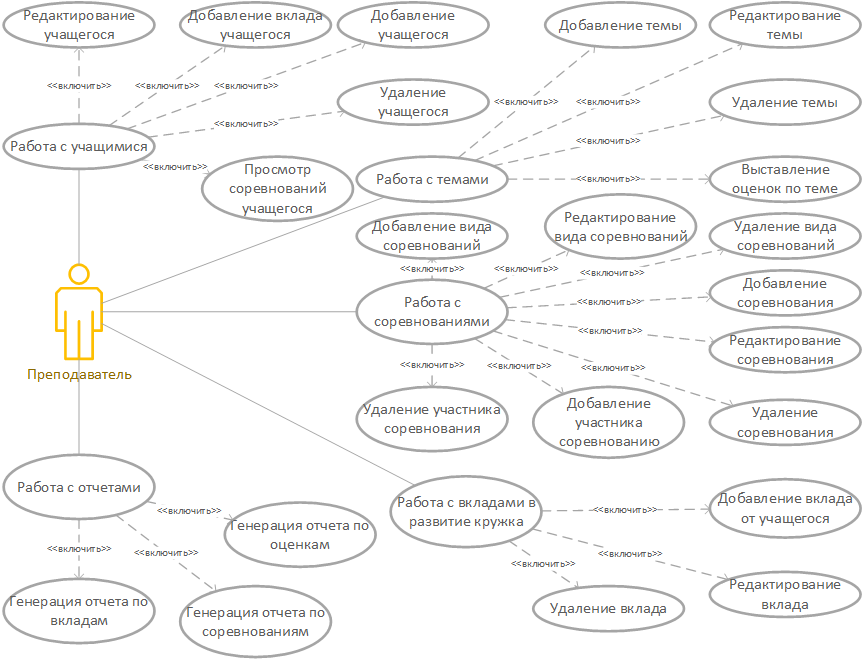 Редактирование
учащегося
Добавление вклада
учащегося
Добавление
учащегося
Добавление темы
Редактирование
темы
<<включить>>
<<включить>>
<<включить>>
<<включить>>
<<включить>>
Удаление
учащегося
Удаление темы
<<включить>>
<<включить>>
Работа с учащимися
<<включить>>
Просмотр
соревнований
учащегося
Работа с темами
<<включить>>
Выставление
оценок по теме
Добавление вида
соревнований
Редактирование
вида соревнований
Удаление вида
соревнований
<<включить>>
<<включить>>
<<включить>>
Работа с
соревнованиями
<<включить>>
Добавление
соревнования
<<включить>>
Редактирование
соревнования
<<включить>>
<<включить>>
<<включить>>
Преподаватель
Удаление участника
соревнования
Добавление
участника
соревнованию
Удаление
соревнования
Работа с отчетами
<<включить>>
Генерация отчета по
оценкам
Работа с вкладами в
развитие кружка
<<включить>>
Добавление вклада
от учащегося
<<включить>>
<<включить>>
<<включить>>
<<включить>>
Генерация отчета по
вкладам
Генерация отчета по
соревнованиям
Удаление вклада
Редактирование
вклада